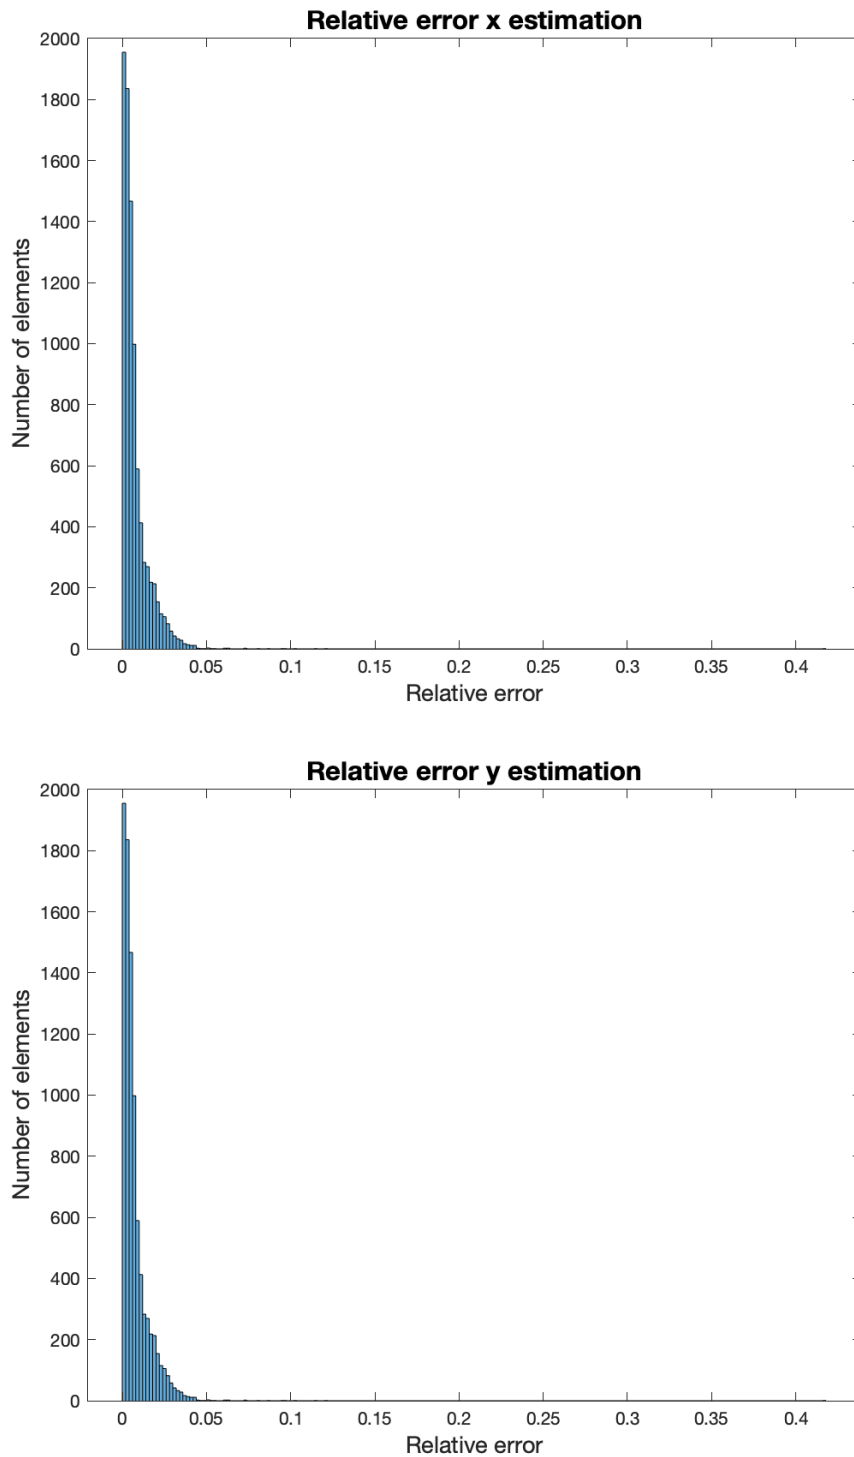 Relative error x estimation
2000
1800
1600
1400
1200
1000
800
600
400
200
0
Number of elements
0 0.05 0.1 0.15 0.2 0.25 0.3 0.35 0.4
Relative error
Relative error y estimation
2000
1800
1600
1400
1200
1000
800
600
400
200
0
Number of elements
0 0.05 0.1 0.15 0.2 0.25 0.3 0.35 0.4
Relative error